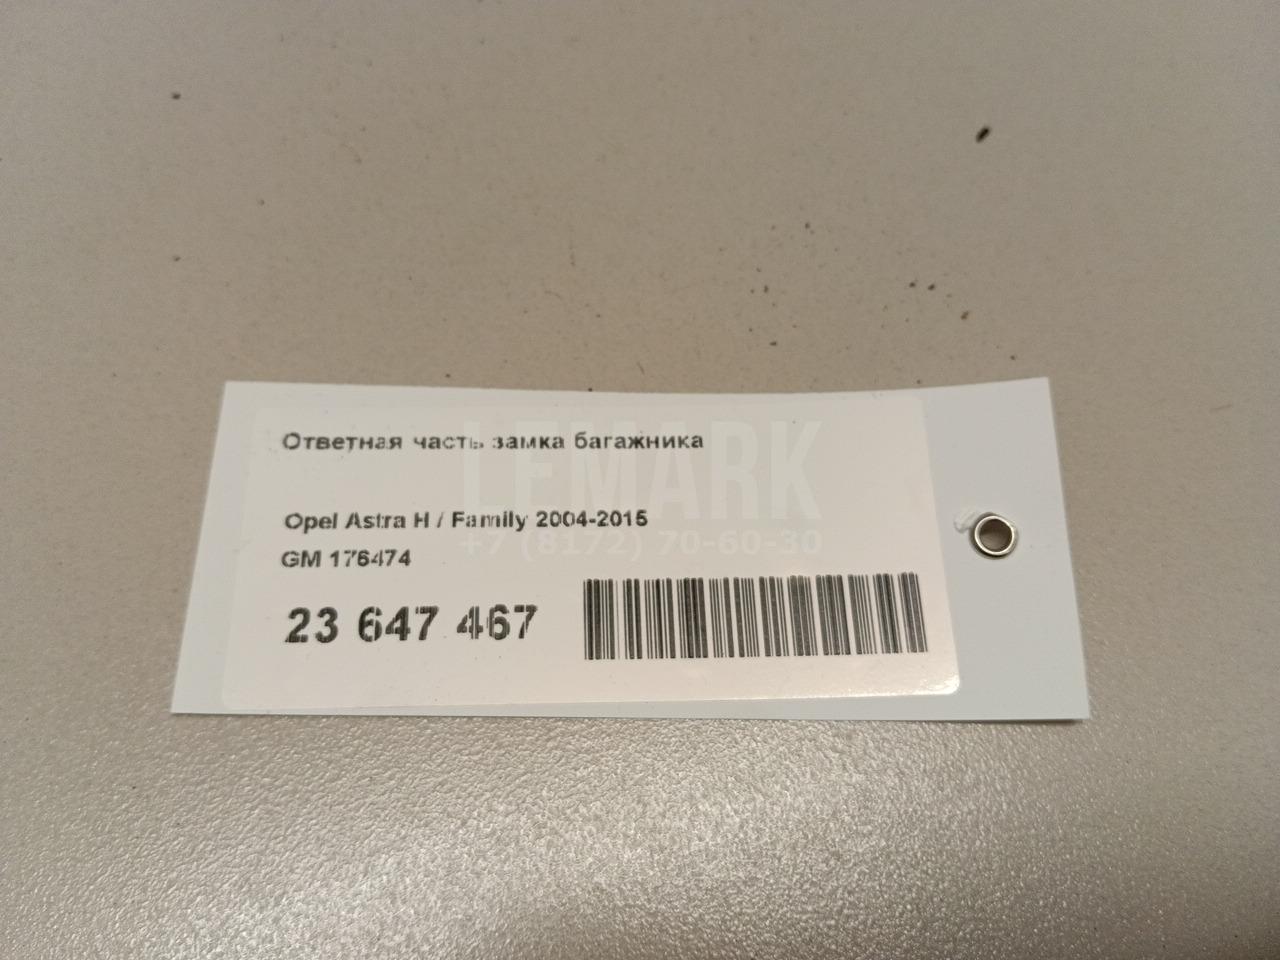 Ответная часть замка багажника
LEMARK
Opel Astra H / Family 2004-2015
+7 (8172) 70-60-30
GM 176474
23 647 467